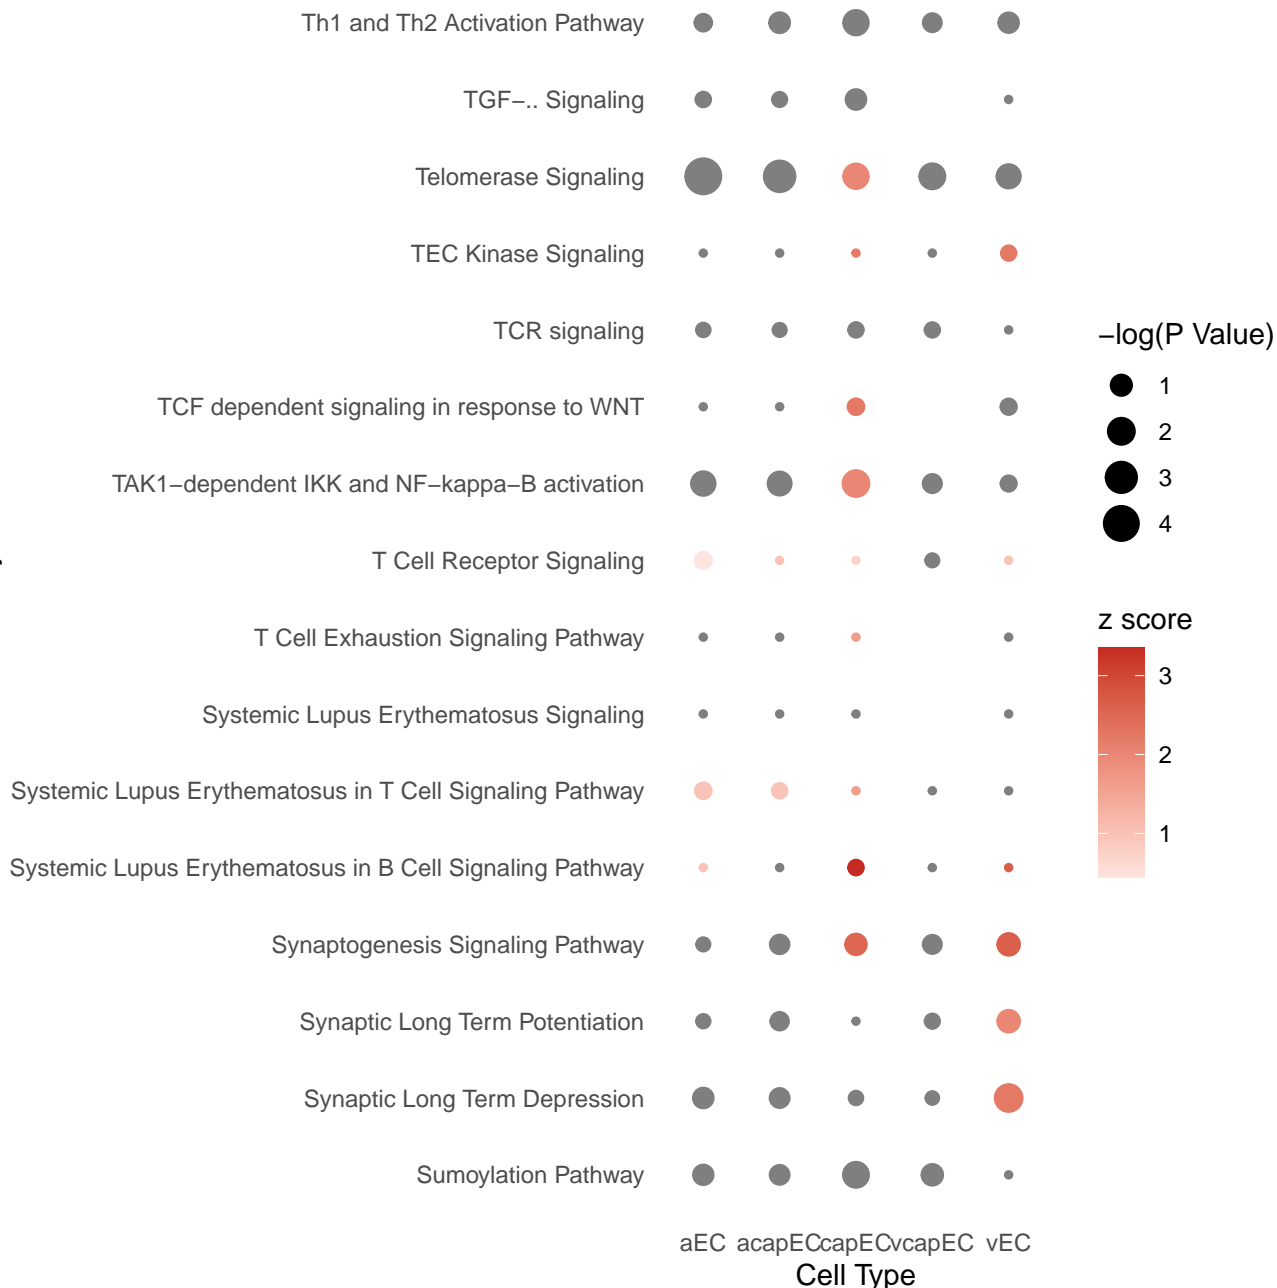 Th1 and Th2 Activation Pathway
TGF−.. Signaling
Telomerase Signaling
TEC Kinase Signaling
TCR signaling
TCF dependent signaling in response to WNT
TAK1−dependent IKK and NF−kappa−B activation
T Cell Receptor Signaling
T Cell Exhaustion Signaling Pathway
Systemic Lupus Erythematosus Signaling
Systemic Lupus Erythematosus in T Cell Signaling Pathway
Systemic Lupus Erythematosus in B Cell Signaling Pathway
Synaptogenesis Signaling Pathway
Synaptic Long Term Potentiation
Synaptic Long Term Depression
Sumoylation Pathway
aEC acapEC capEC vcapEC vEC
Cell Type
−log(P Value)
1
2
3
4
z score
3
2
1